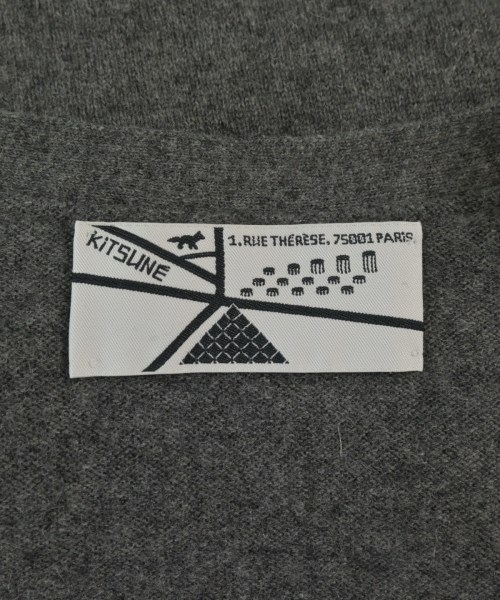 KiTSUNE
1, RUE THÉRÈSE, 75001 PARIS